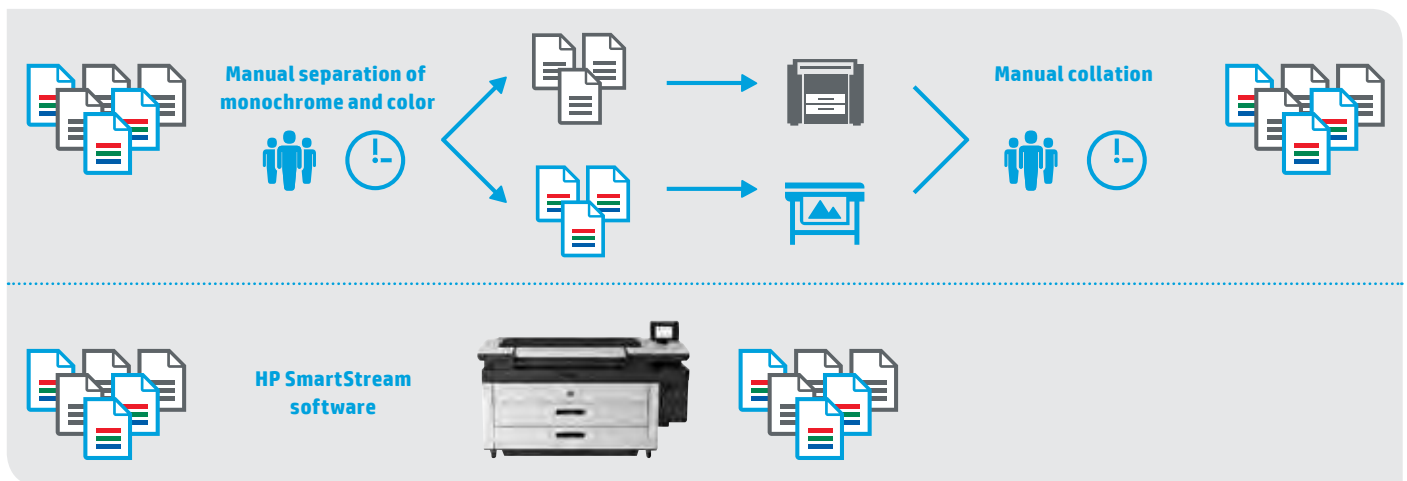 Manual separation of
monochrome and color
Manual collation
HP SmartStream
software